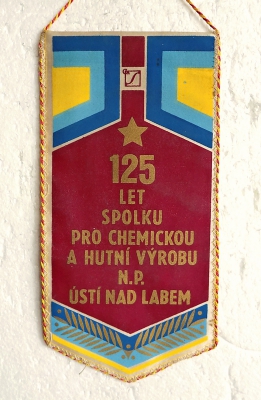 125
LET
SPOLKU
PRO CHEMICKOU
A HUTNÍ VÝROBU
N.P.
ÚSTÍ NAD LABEM